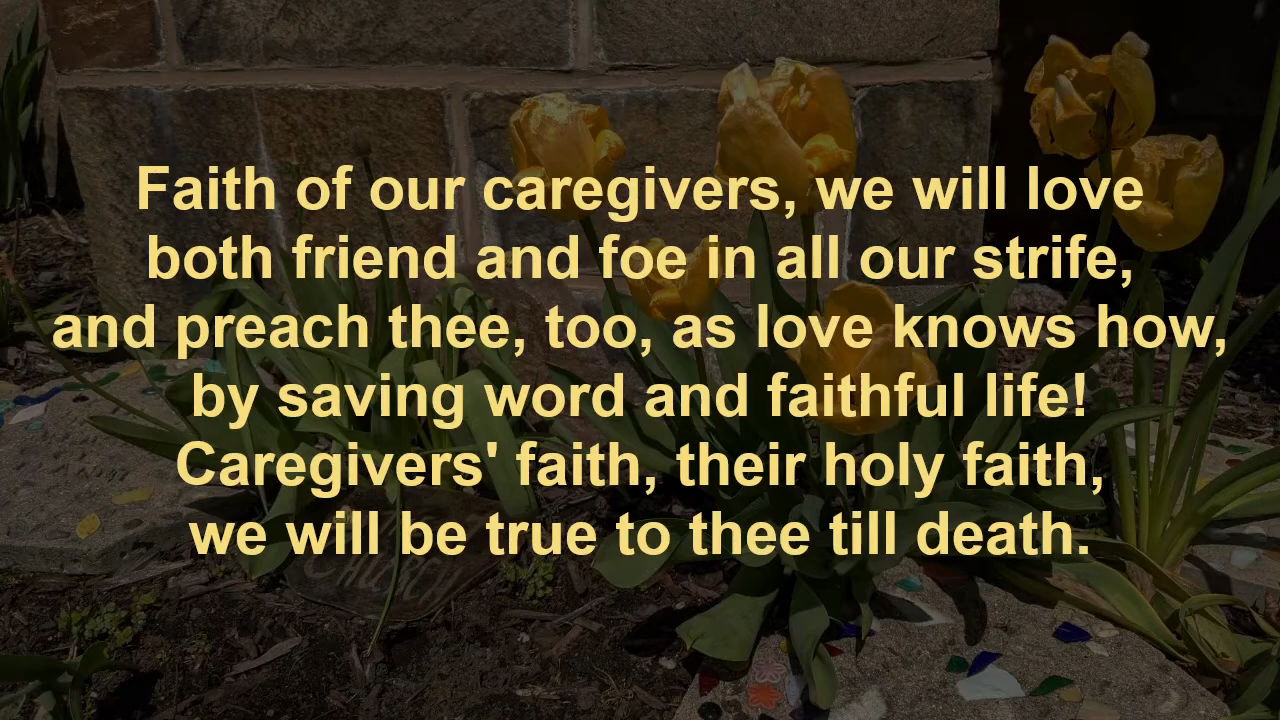 Faith of our caregivers, we will love
both friend and foe in all our strife,
and preach thee, too, as love knows how,
by saving word and faithful life!
Caregivers' faith, their holy faith,
we will be true to thee till death.
CHURCH